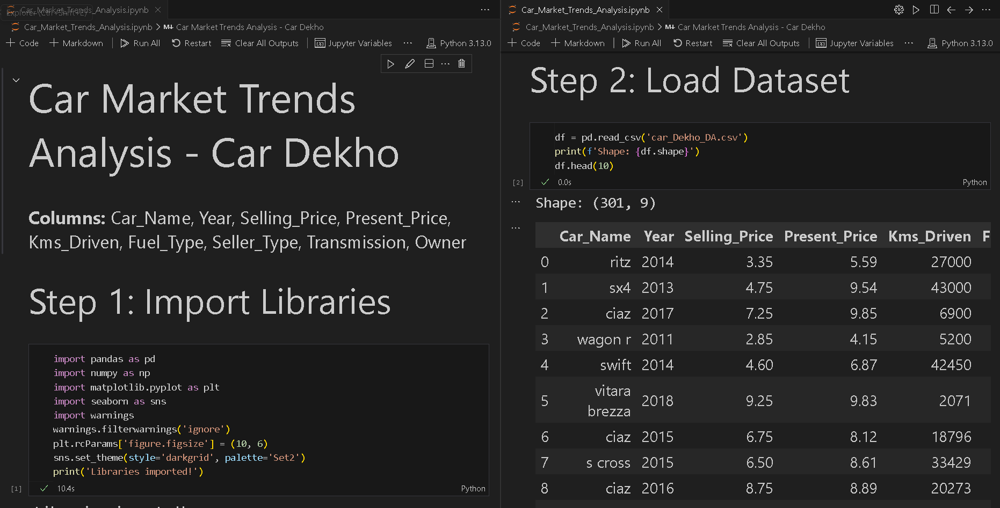 Car_Market_Trends_Analysis.ipynb
Explorer (Ctrl+Shift+E)
Car_Market_Trends_Analysis.ipynb > M↓ Car Market Trends Analysis - Car Dekho
+ Code + Markdown | Run All Restart Clear All Outputs | Jupyter Variables ... Python 3.13.0
Car Market Trends
Analysis - Car Dekho
Columns: Car_Name, Year, Selling_Price, Present_Price,
Kms_Driven, Fuel_Type, Seller_Type, Transmission, Owner
Step 1: Import Libraries
import pandas as pd
import numpy as np
import matplotlib.pyplot as plt
import seaborn as sns
import warnings
warnings.filterwarnings('ignore')
plt.rcParams['figure.figsize'] = (10, 6)
sns.set_theme(style='darkgrid', palette='Set2')
print('Libraries imported!')
[1] 10.4s Python
Car_Market_Trends_Analysis.ipynb
Car_Market_Trends_Analysis.ipynb > M↓ Car Market Trends Analysis - Car Dekho
+ Code + Markdown | Run All Restart Clear All Outputs | Jupyter Variables ... Python 3.13.0
Step 2: Load Dataset
df = pd.read_csv('car_Dekho_DA.csv')
print(f'Shape: {df.shape}')
df.head(10)
[2] 0.0s Python
Shape: (301, 9)
Car_Name Year Selling_Price Present_Price Kms_Driven F
0 ritz 2014 3.35 5.59 27000
1 sx4 2013 4.75 9.54 43000
2 ciaz 2017 7.25 9.85 6900
3 wagon r 2011 2.85 4.15 5200
4 swift 2014 4.60 6.87 42450
5 vitara brezza 2018 9.25 9.83 2071
6 ciaz 2015 6.75 8.12 18796
7 s cross 2015 6.50 8.61 33429
8 ciaz 2016 8.75 8.89 20273